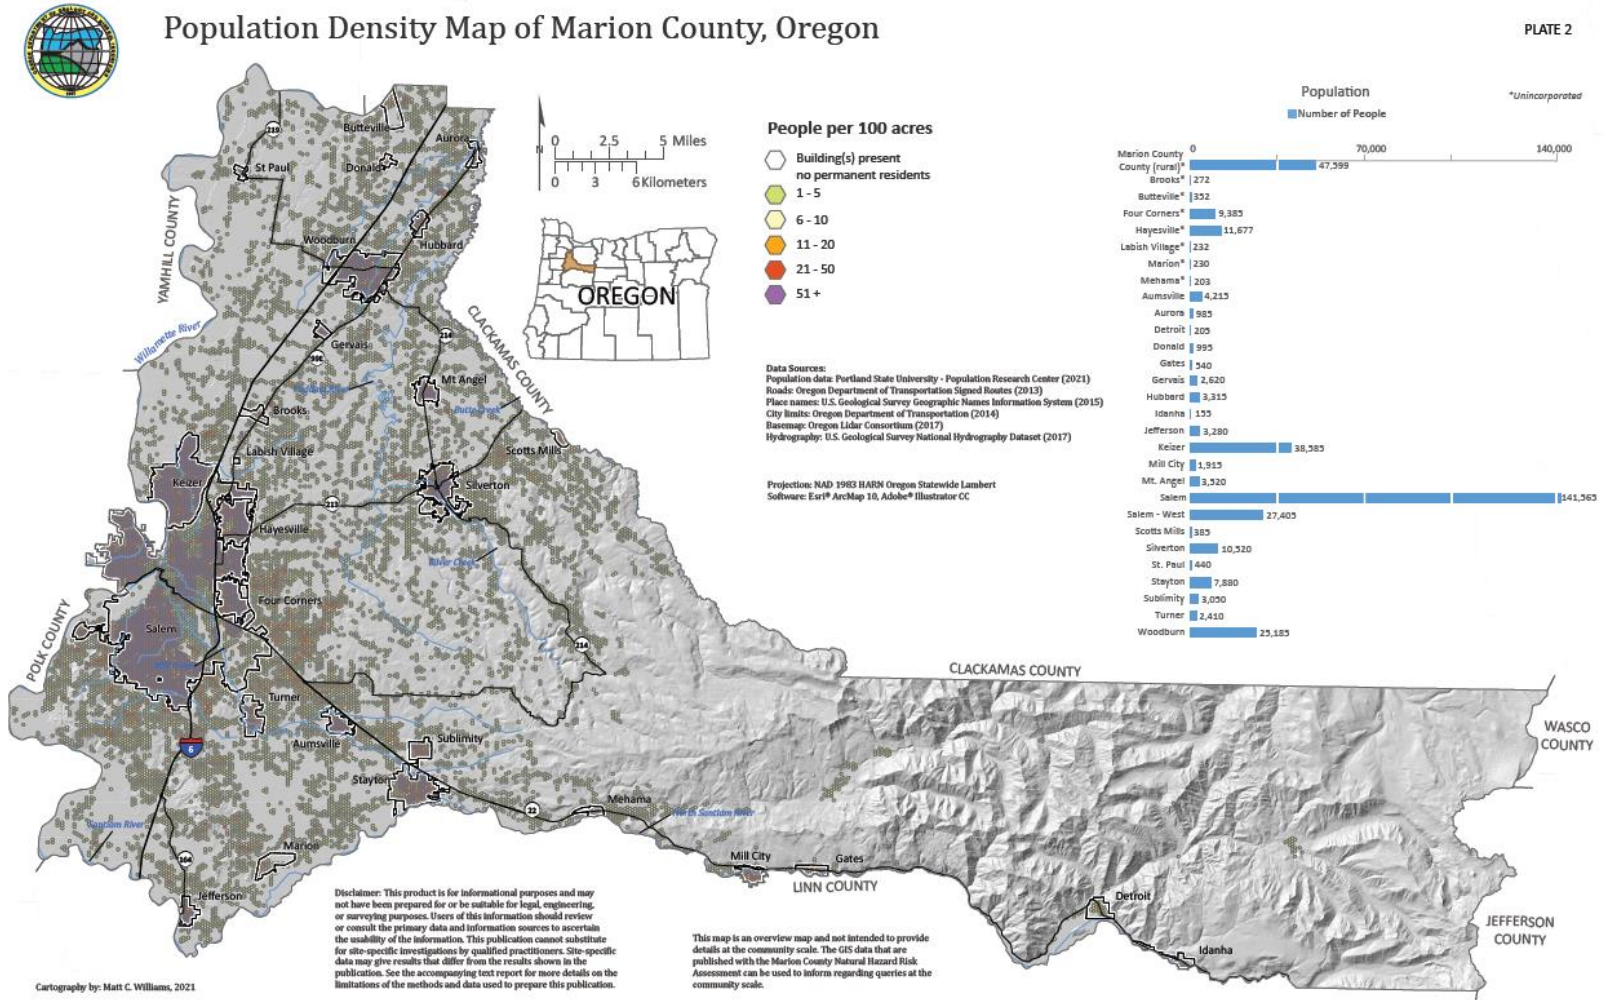 Population Density Map of Marion County, Oregon
PLATE 2
People per 100 acres
Building(s) present
no permanent residents
1 - 5
6 - 10
11 - 20
21 - 50
51 +
N
0 2.5 5 Miles
0 3 6 Kilometers
OREGON
Population
*Unincorporated
Number of People
0 70,000 140,000
Marion County
County (rural)* 47,599
Brooks* 272
Butteville* 352
Four Corners* 9,385
Hayesville* 11,677
Labish Village* 232
Marion* 230
Mehama* 203
Aumsville 4,215
Aurora 985
Detroit 205
Donald 995
Gates 540
Gervais 2,620
Hubbard 3,315
Idanha 155
Jefferson 3,280
Keizer 38,585
Mill City 1,915
Mt. Angel 3,520
Salem 141,565
Salem - West 27,405
Scotts Mills 385
Silverton 10,520
St. Paul 440
Stayton 7,880
Sublimity 3,050
Turner 2,410
Woodburn 25,185
Data Sources:
Population data: Portland State University - Population Research Center (2021)
Roads: Oregon Department of Transportation Signed Routes (2013)
Place names: U.S. Geological Survey Geographic Names Information System (2015)
City limits: Oregon Department of Transportation (2014)
Basemap: Oregon Lidar Consortium (2017)
Hydrography: U.S. Geological Survey National Hydrography Dataset (2017)
Projection: NAD 1983 HARN Oregon Statewide Lambert
Software: Esri® ArcMap 10, Adobe® Illustrator CC
Butteville
219
Aurora
St Paul
Donald
YAMHILL COUNTY
Woodburn
Hubbard
CLACKAMAS COUNTY
Willamette River
214
Gervais
99E
Mt Angel
Butte Creek
Brooks
Labish Village
Scotts Mills
Keizer
Silverton
213
Hayesville
Silver Creek
Four Corners
POLK COUNTY
Salem
214
CLACKAMAS COUNTY
Turner
WASCO
COUNTY
6
Aumsville
Sublimity
Stayton
22
Mehama
North Santiam River
Santiam River
Marion
164
Mill City
Gates
LINN COUNTY
Jefferson
Detroit
JEFFERSON
COUNTY
Idanha
Disclaimer: This product is for informational purposes and may
not have been prepared for or be suitable for legal, engineering,
or surveying purposes. Users of this information should review
or consult the primary data and information sources to ascertain
the usability of the information. This publication cannot substitute
for site-specific investigations by qualified practitioners. Site-specific
data may give results that differ from the results shown in the
publication. See the accompanying text report for more details on the
limitations of the methods and data used to prepare this publication.
This map is an overview map and not intended to provide
details at the community scale. The GIS data that are
published with the Marion County Natural Hazard Risk
Assessment can be used to inform regarding queries at the
community scale.
Cartography by: Matt C. Williams, 2021